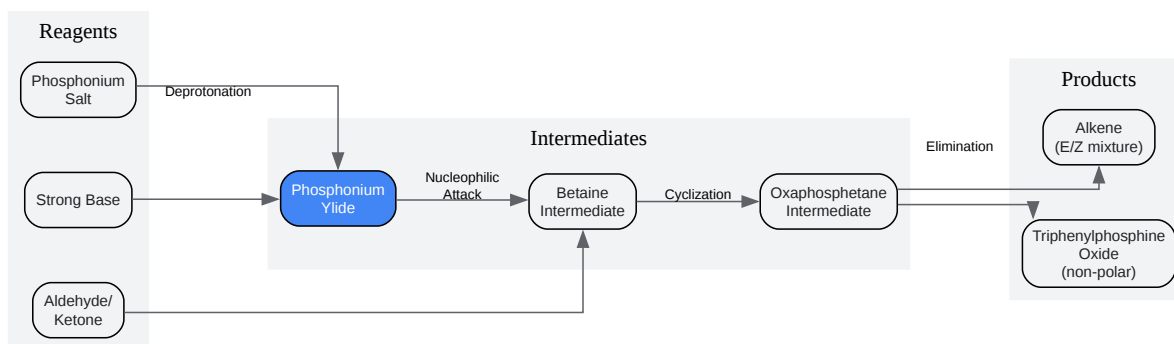 Reagents
Phosphonium
Salt
Deprotonation
Strong Base
Aldehyde/
Ketone
Intermediates
Phosphonium
Ylide
Nucleophilic
Attack
Betaine
Intermediate
Cyclization
Oxaphosphetane
Intermediate
Elimination
Products
Alkene
(E/Z mixture)
Triphenylphosphine
Oxide
(non-polar)